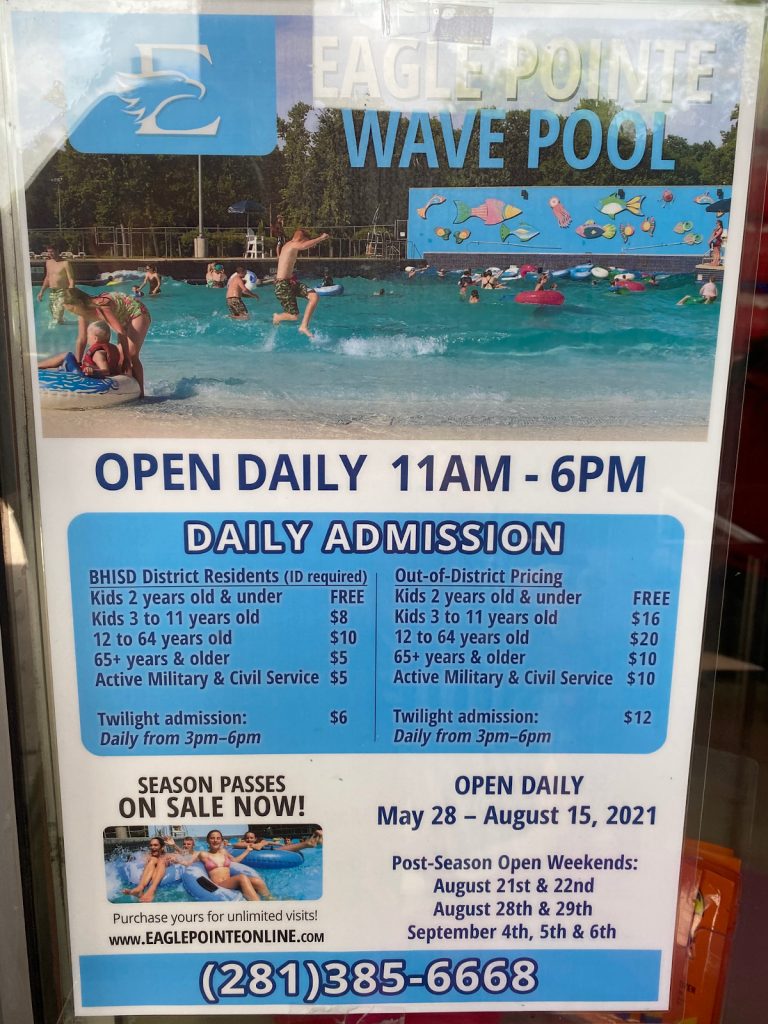 E
EAGLE POINTE
WAVE POOL
OPEN DAILY 11AM - 6PM
DAILY ADMISSION
BHISD District Residents (ID required)
Kids 2 years old & under FREE
Kids 3 to 11 years old $8
12 to 64 years old $10
65+ years & older $5
Active Military & Civil Service $5
Twilight admission: $6
Daily from 3pm–6pm
Out-of-District Pricing
Kids 2 years old & under FREE
Kids 3 to 11 years old $16
12 to 64 years old $20
65+ years & older $10
Active Military & Civil Service $10
Twilight admission: $12
Daily from 3pm–6pm
SEASON PASSES
ON SALE NOW!
Purchase yours for unlimited visits!
www.EAGLEPOINTEONLINE.com
OPEN DAILY
May 28 – August 15, 2021
Post-Season Open Weekends:
August 21st & 22nd
August 28th & 29th
September 4th, 5th & 6th
(281)385-6668